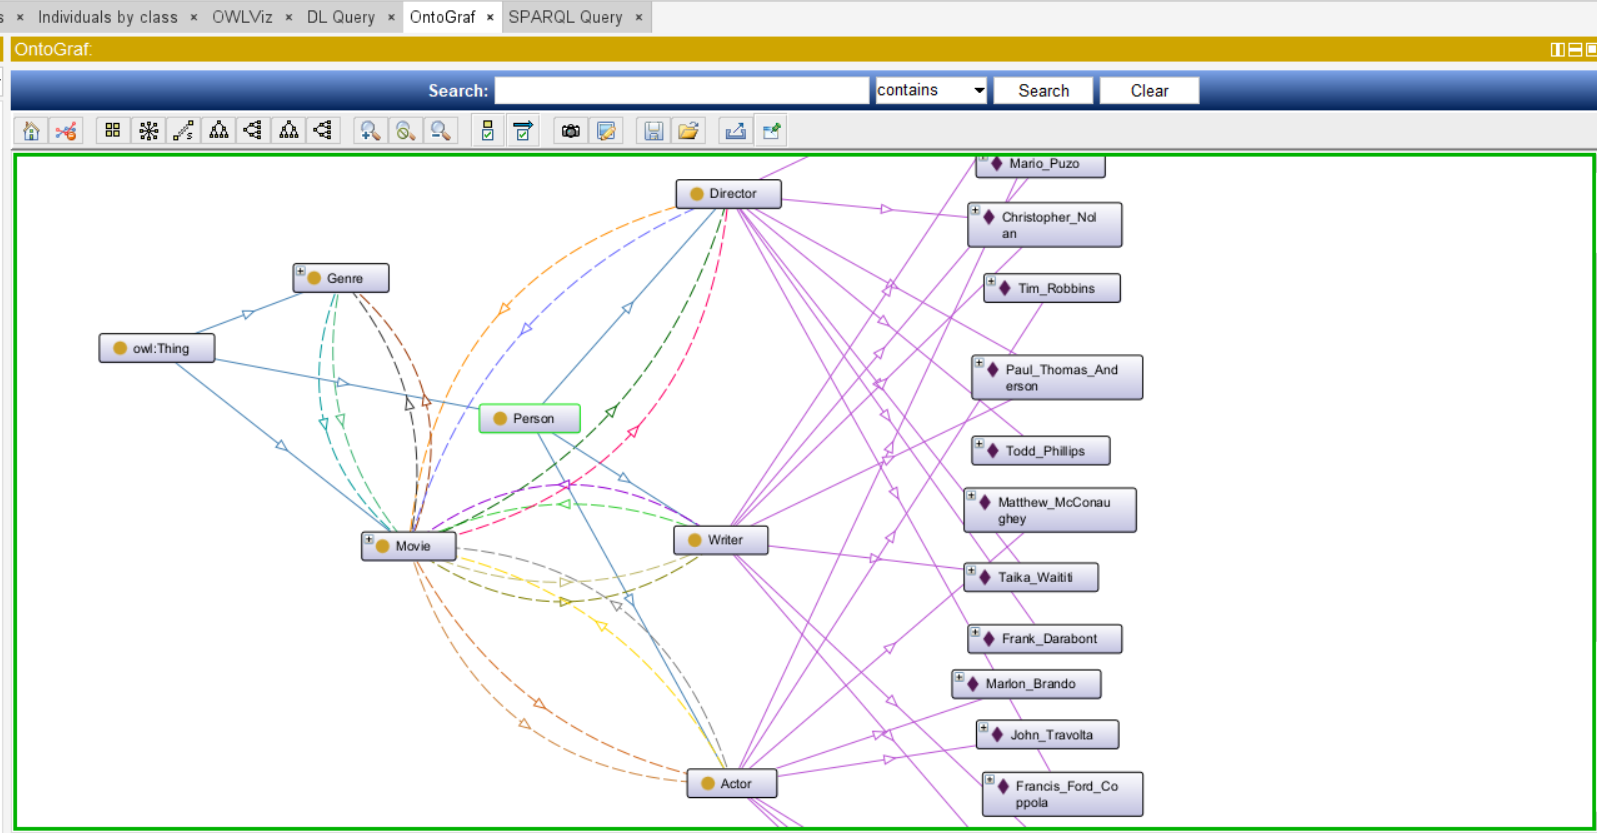 s × Individuals by class × OWLViz × DL Query × OntoGraf × SPARQL Query ×
OntoGraf:
Search: contains Search Clear
Mario_Puzo
Director
Christopher_Nol
an
Genre
Tim_Robbins
owl:Thing
Paul_Thomas_And
erson
Person
Todd_Phillips
Matthew_McConau
ghey
Writer
Movie
Taika_Waititi
Frank_Darabont
Marlon_Brando
John_Travolta
Actor
Francis_Ford_Co
ppola